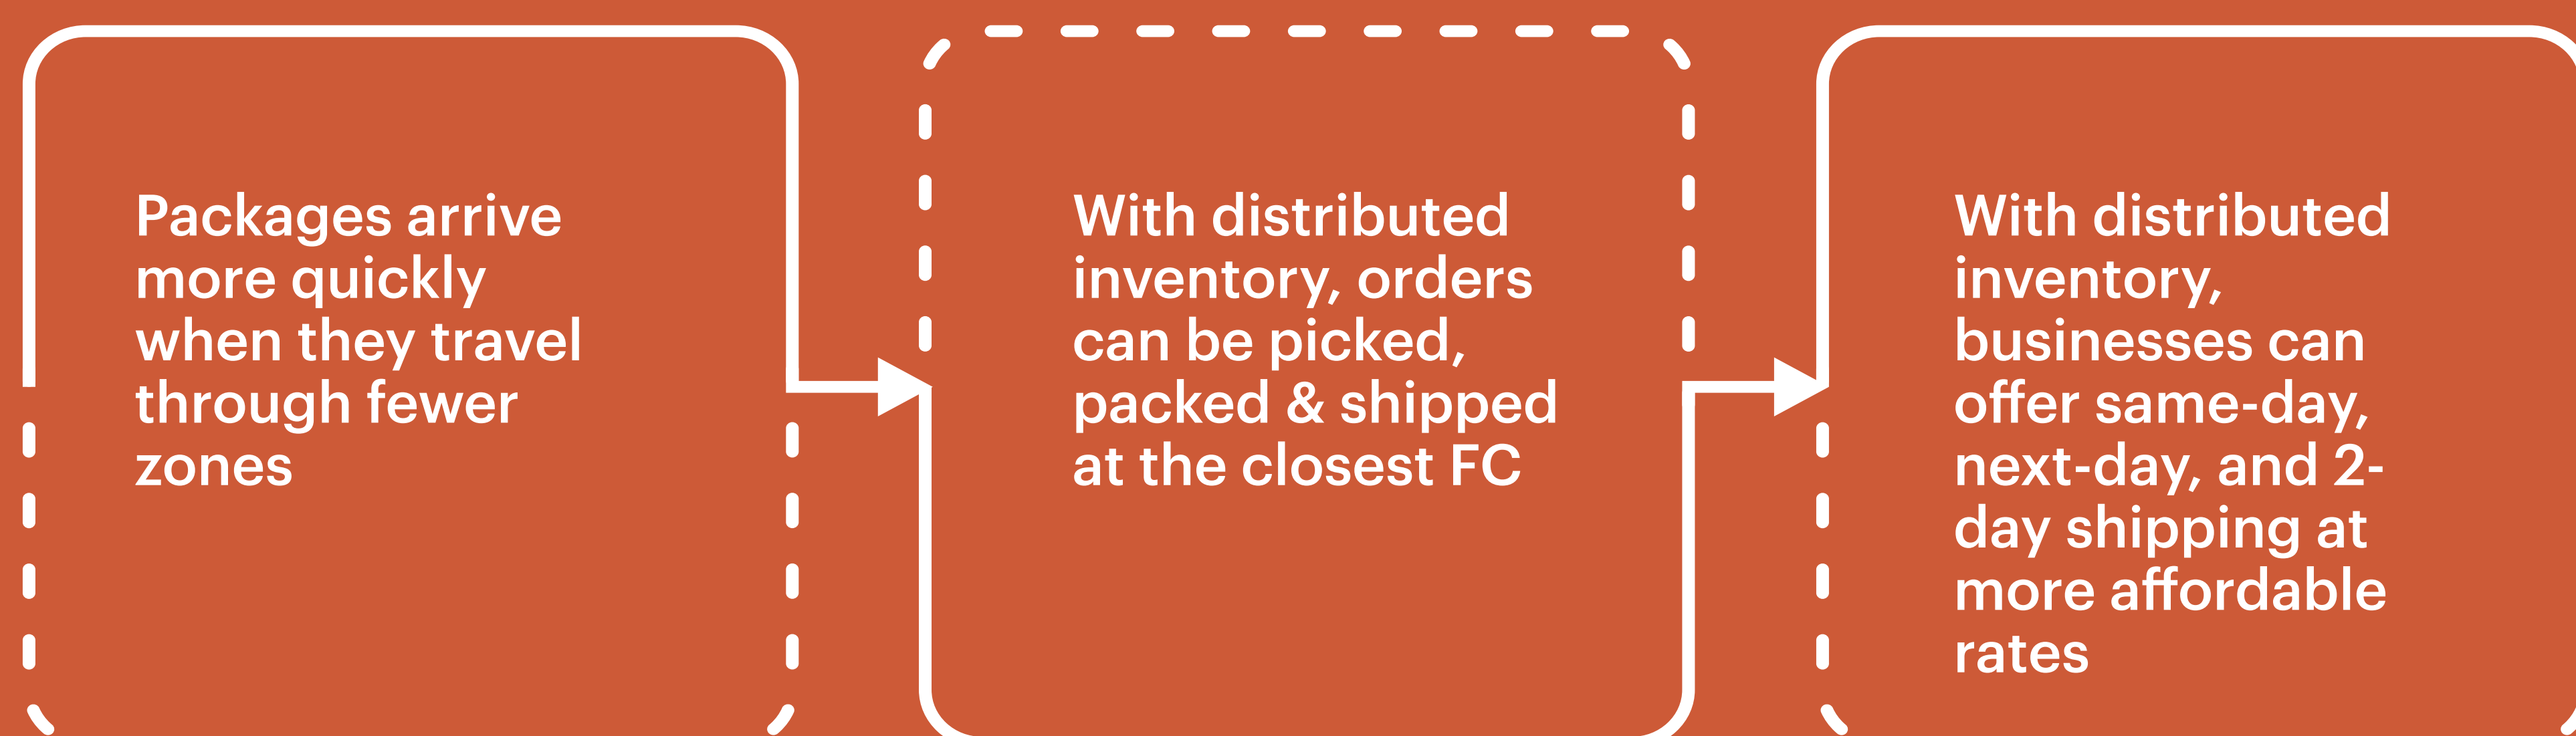 Packages arrive
more quickly
when they travel
through fewer
zones
With distributed
inventory, orders
can be picked,
packed & shipped
at the closest FC
With distributed
inventory,
businesses can
offer same-day,
next-day, and 2-
day shipping at
more affordable
rates